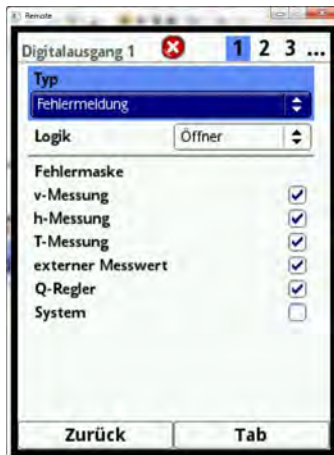 Remote
Digitalausgang 1 1 2 3 ...
Typ
Fehlermeldung
Logik Öffner
Fehlermaske
v-Messung
h-Messung
T-Messung
externer Messwert
Q-Regler
System
Zurück Tab